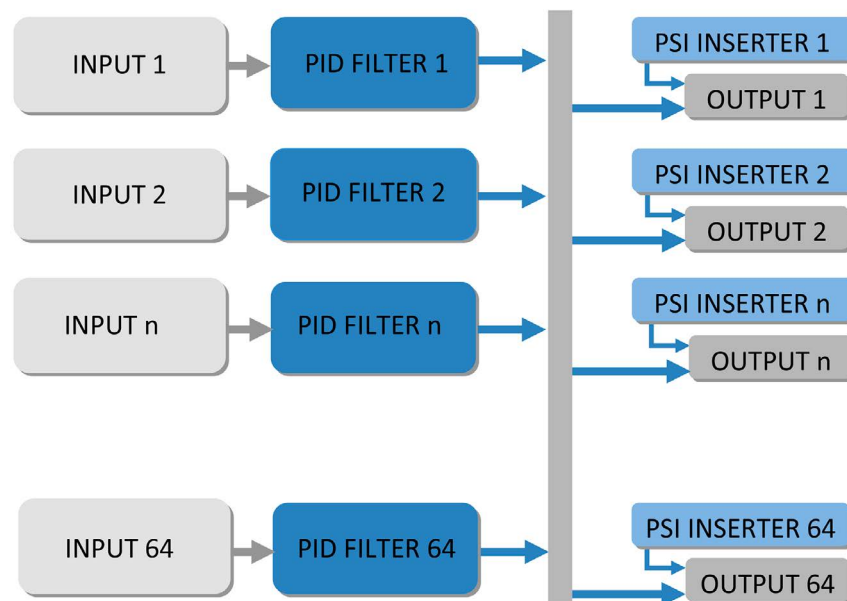 INPUT 1
PID FILTER 1
PSI INSERTER 1
OUTPUT 1
INPUT 2
PID FILTER 2
PSI INSERTER 2
OUTPUT 2
INPUT n
PID FILTER n
PSI INSERTER n
OUTPUT n
INPUT 64
PID FILTER 64
PSI INSERTER 64
OUTPUT 64